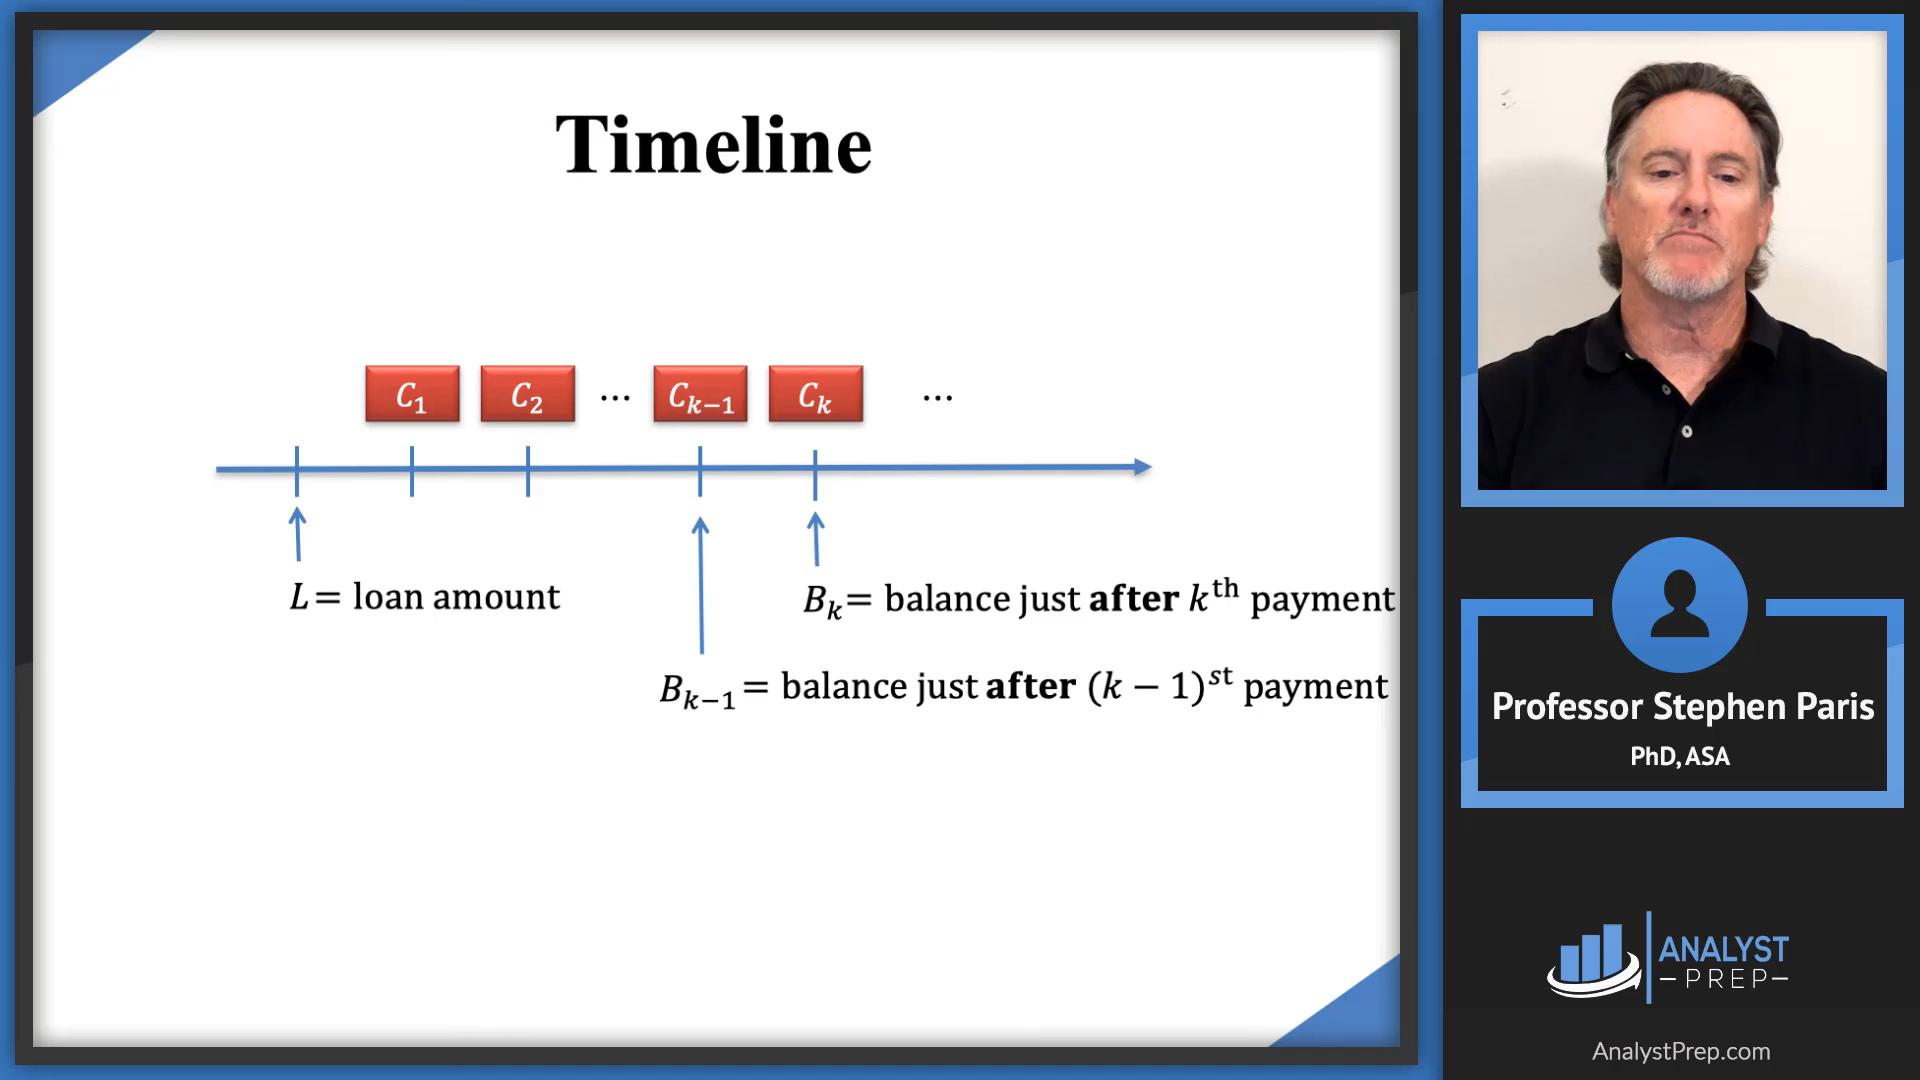 Timeline
C₁ C₂ ... Cₖ₋₁ Cₖ ...
L = loan amount
Bₖ = balance just after kᵗʰ payment
Bₖ₋₁ = balance just after (k − 1)ˢᵗ payment
Professor Stephen Paris
PhD, ASA
ANALYST
PREP
AnalystPrep.com